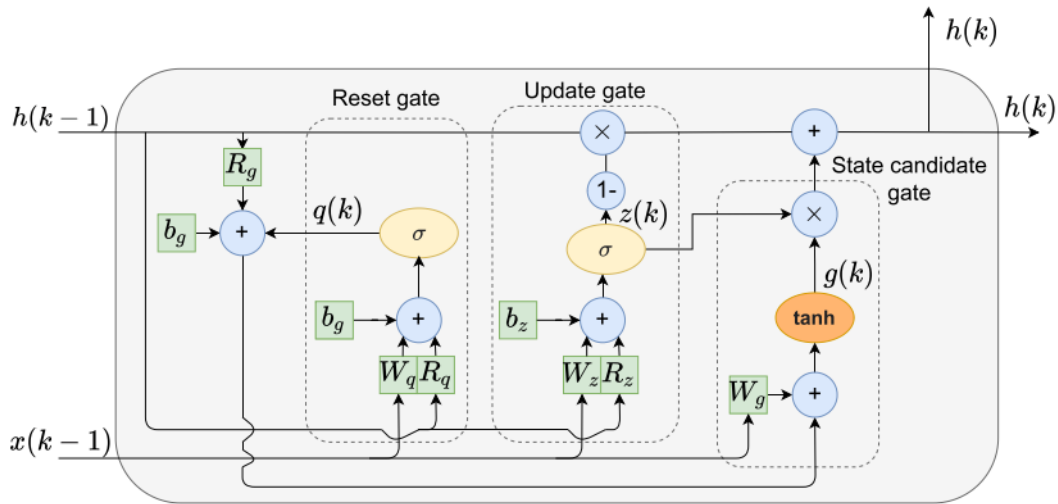 h(k)
Update gate
Reset gate
h(k−1)
h(k)
×
+
State candidate
gate
R_g
1-
q(k)
z(k)
×
b_g
+
σ
σ
g(k)
b_g
+
b_z
+
tanh
W_q R_q
W_z R_z
W_g
+
x(k−1)